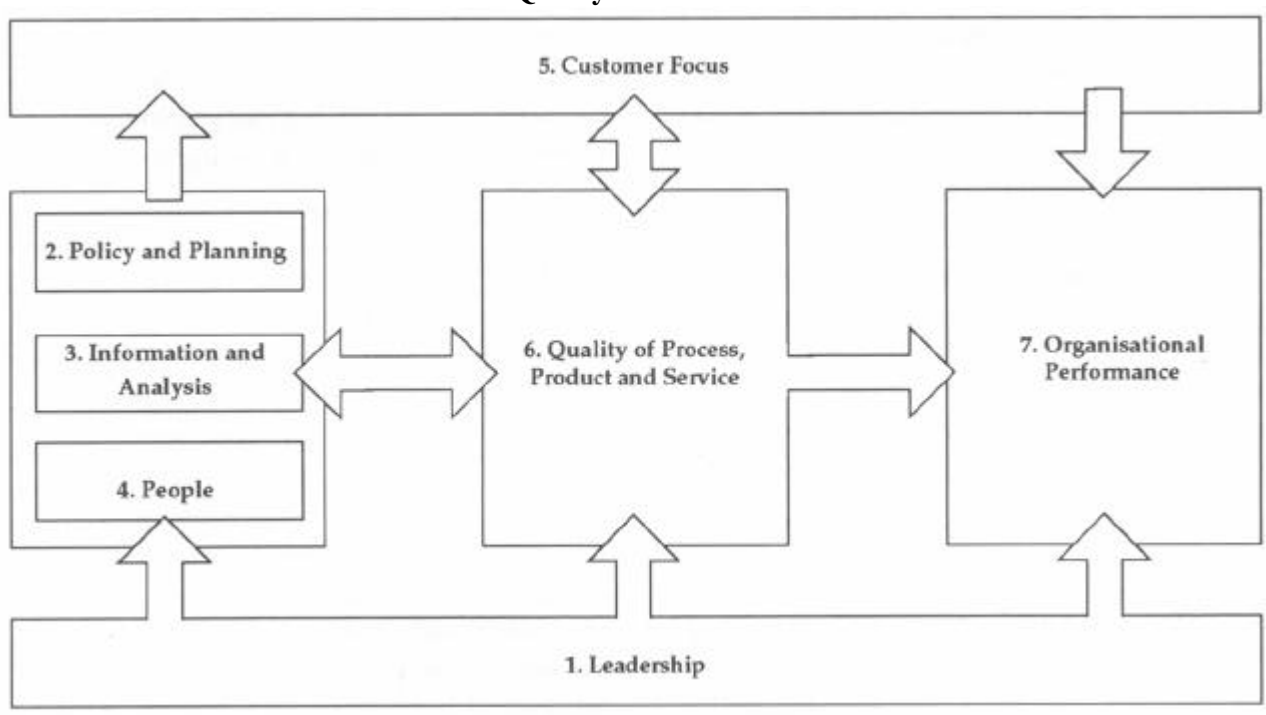 5. Customer Focus
2. Policy and Planning
3. Information and
Analysis
4. People
6. Quality of Process,
Product and Service
7. Organisational
Performance
1. Leadership